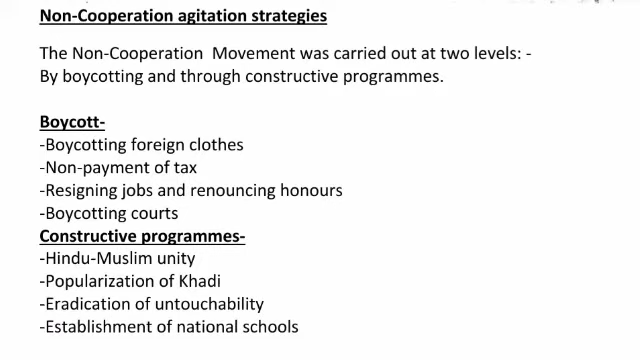 Non-Cooperation agitation strategies
The Non-Cooperation Movement was carried out at two levels: -
By boycotting and through constructive programmes.
Boycott-
-Boycotting foreign clothes
-Non-payment of tax
-Resigning jobs and renouncing honours
-Boycotting courts
Constructive programmes-
-Hindu-Muslim unity
-Popularization of Khadi
-Eradication of untouchability
-Establishment of national schools